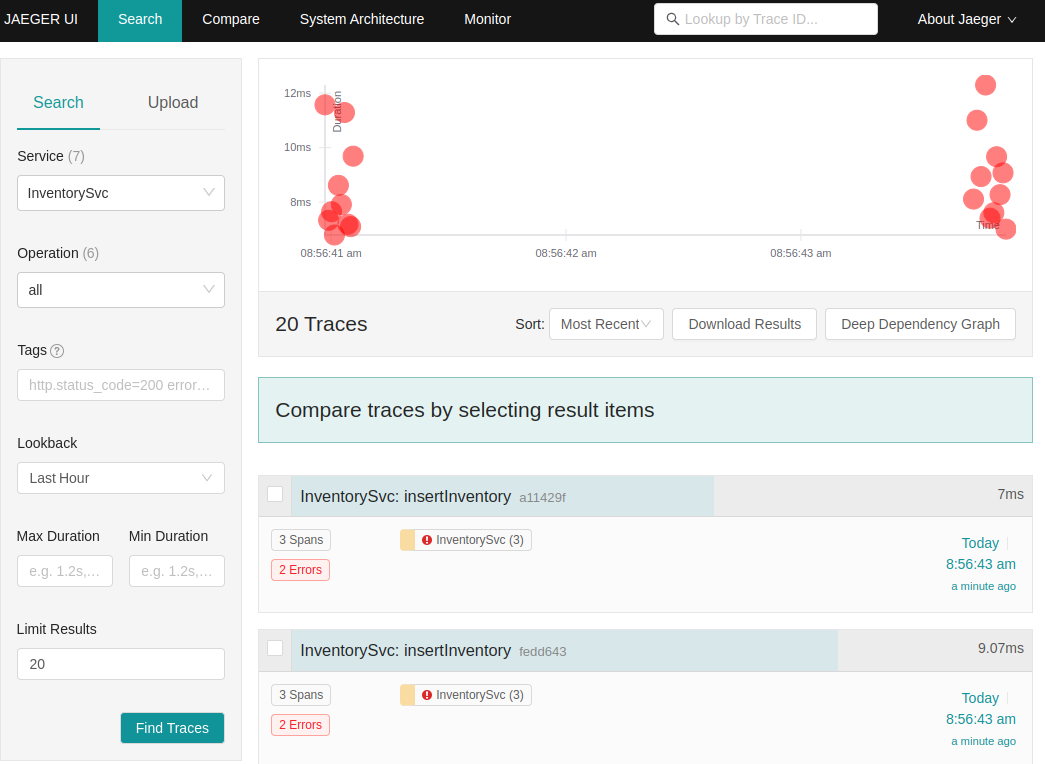 JAEGER UI Search Compare System Architecture Monitor Lookup by Trace ID... About Jaeger
Search Upload
Service (7)
InventorySvc
Operation (6)
all
Tags ?
http.status_code=200 error…
Lookback
Last Hour
Max Duration Min Duration
e.g. 1.2s,… e.g. 1.2s,…
Limit Results
20
Find Traces
Duration
12ms
10ms
8ms
Time
08:56:41 am 08:56:42 am 08:56:43 am
20 Traces Sort: Most Recent Download Results Deep Dependency Graph
Compare traces by selecting result items
InventorySvc: insertInventory a11429f 7ms
3 Spans InventorySvc (3) Today
2 Errors 8:56:43 am
a minute ago
InventorySvc: insertInventory fedd643 9.07ms
3 Spans InventorySvc (3) Today
2 Errors 8:56:43 am
a minute ago